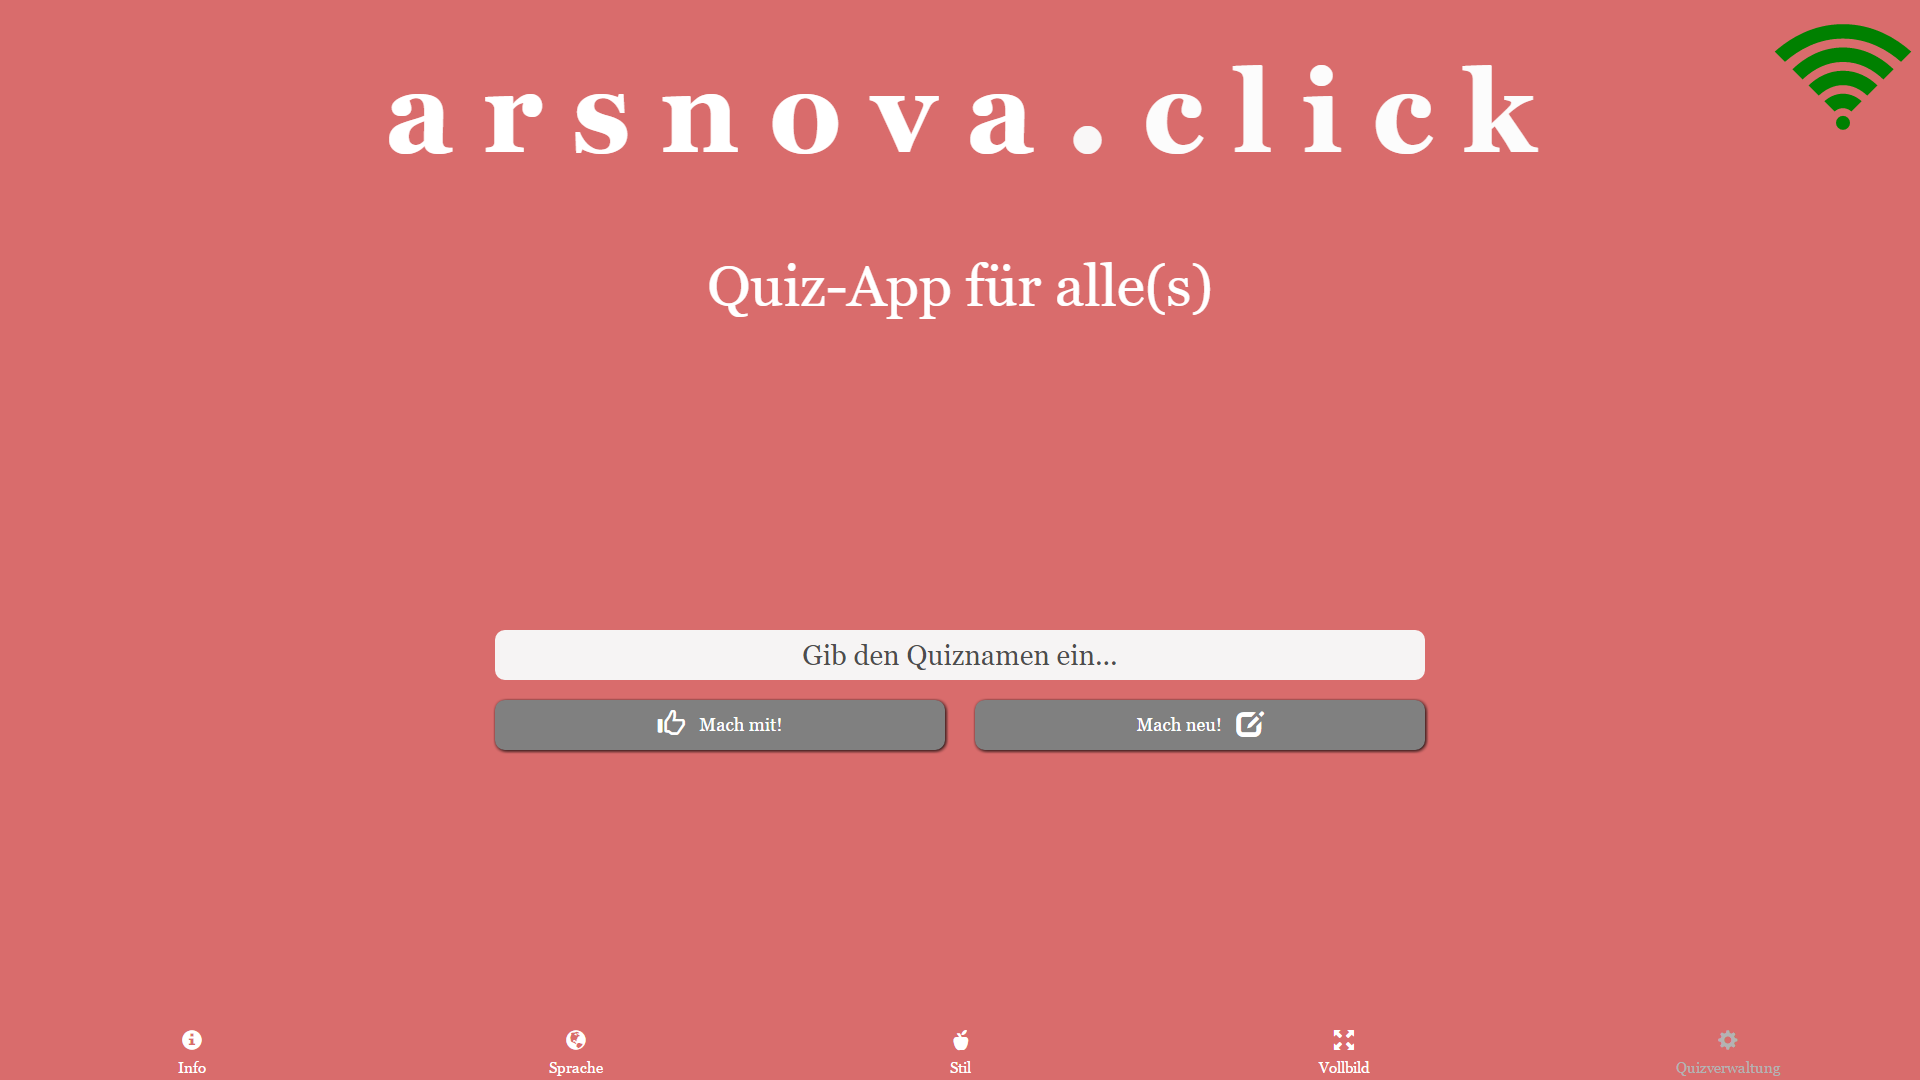 arsnova.click
Quiz-App für alle(s)
Gib den Quiznamen ein...
Mach mit!
Mach neu!
Info
Sprache
Stil
Vollbild
Quizverwaltung